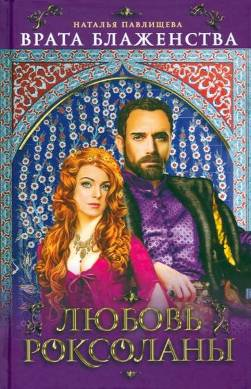 НАТАЛЬЯ ПАВЛИЩЕВА
ВРАТА БЛАЖЕНСТВА
ЛЮБОВЬ
РОКСОЛАНЫ